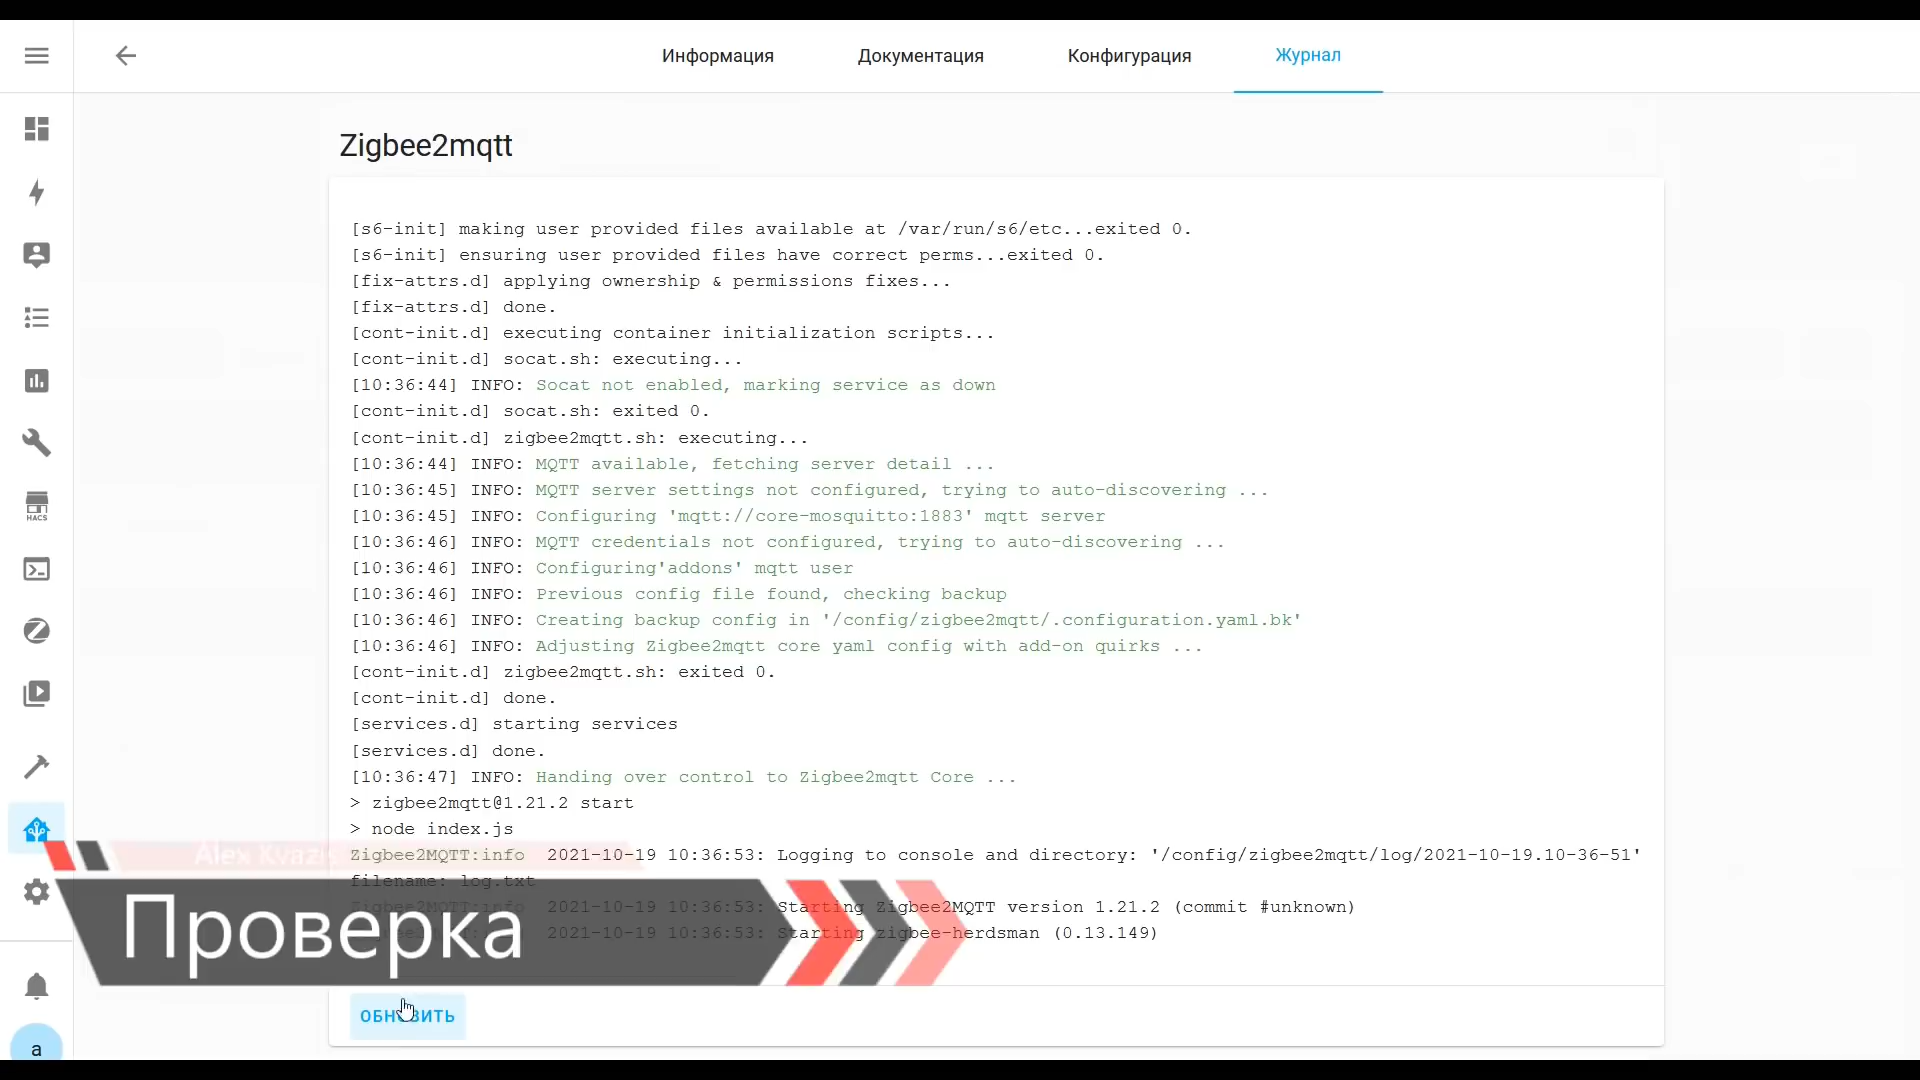 Информация Документация Конфигурация Журнал
Zigbee2mqtt
[s6-init] making user provided files available at /var/run/s6/etc...exited 0.
[s6-init] ensuring user provided files have correct perms...exited 0.
[fix-attrs.d] applying ownership & permissions fixes...
[fix-attrs.d] done.
[cont-init.d] executing container initialization scripts...
[cont-init.d] socat.sh: executing...
[10:36:44] INFO: Socat not enabled, marking service as down
[cont-init.d] socat.sh: exited 0.
[cont-init.d] zigbee2mqtt.sh: executing...
[10:36:44] INFO: MQTT available, fetching server detail ...
[10:36:45] INFO: MQTT server settings not configured, trying to auto-discovering ...
[10:36:45] INFO: Configuring 'mqtt://core-mosquitto:1883' mqtt server
[10:36:46] INFO: MQTT credentials not configured, trying to auto-discovering ...
[10:36:46] INFO: Configuring'addons' mqtt user
[10:36:46] INFO: Previous config file found, checking backup
[10:36:46] INFO: Creating backup config in '/config/zigbee2mqtt/.configuration.yaml.bk'
[10:36:46] INFO: Adjusting Zigbee2mqtt core yaml config with add-on quirks ...
[cont-init.d] zigbee2mqtt.sh: exited 0.
[cont-init.d] done.
[services.d] starting services
[services.d] done.
[10:36:47] INFO: Handing over control to Zigbee2mqtt Core ...
> zigbee2mqtt@1.21.2 start
> node index.js
Zigbee2MQTT:info 2021-10-19 10:36:53: Logging to console and directory: '/config/zigbee2mqtt/log/2021-10-19.10-36-51'
filename: log.txt
Zigbee2MQTT:info 2021-10-19 10:36:53: Starting Zigbee2MQTT version 1.21.2 (commit #unknown)
2021-10-19 10:36:53: Starting zigbee-herdsman (0.13.149)
HACS
Alex Kvazis
Проверка
ОБНОВИТЬ
a